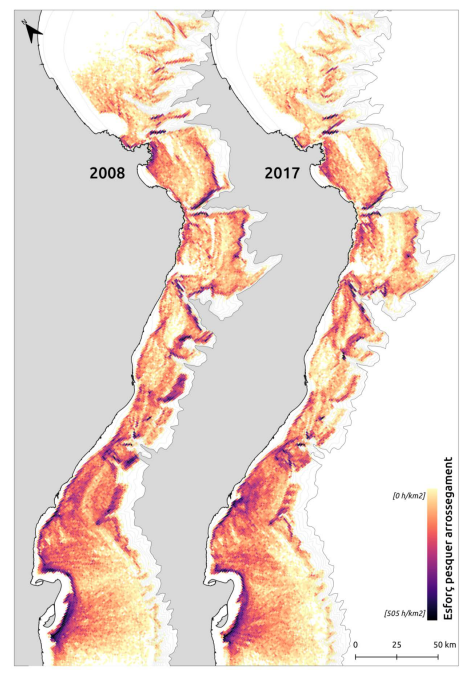 2008
2017
[0 h/km2]
Esforç pesquer arrossegament
[505 h/km2]
0 25 50 km